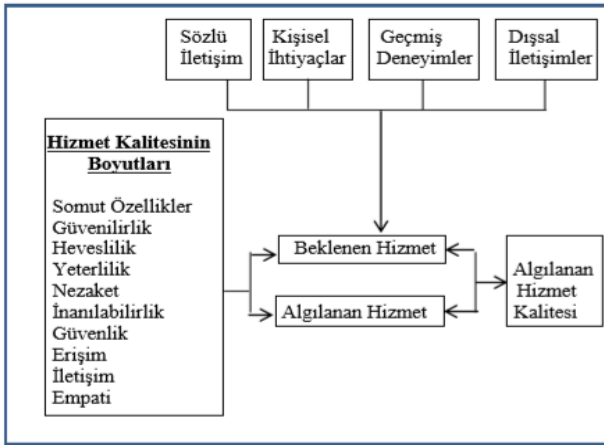 Sözlü
İletişim
Kişisel
İhtiyaçlar
Geçmiş
Deneyimler
Dışsal
İletişimler
Hizmet Kalitesinin
Boyutları
Somut Özellikler
Güvenilirlik
Heveslilik
Yeterlilik
Nezaket
İnanılabilirlik
Güvenlik
Erişim
İletişim
Empati
Beklenen Hizmet
Algılanan Hizmet
Algılanan
Hizmet
Kalitesi